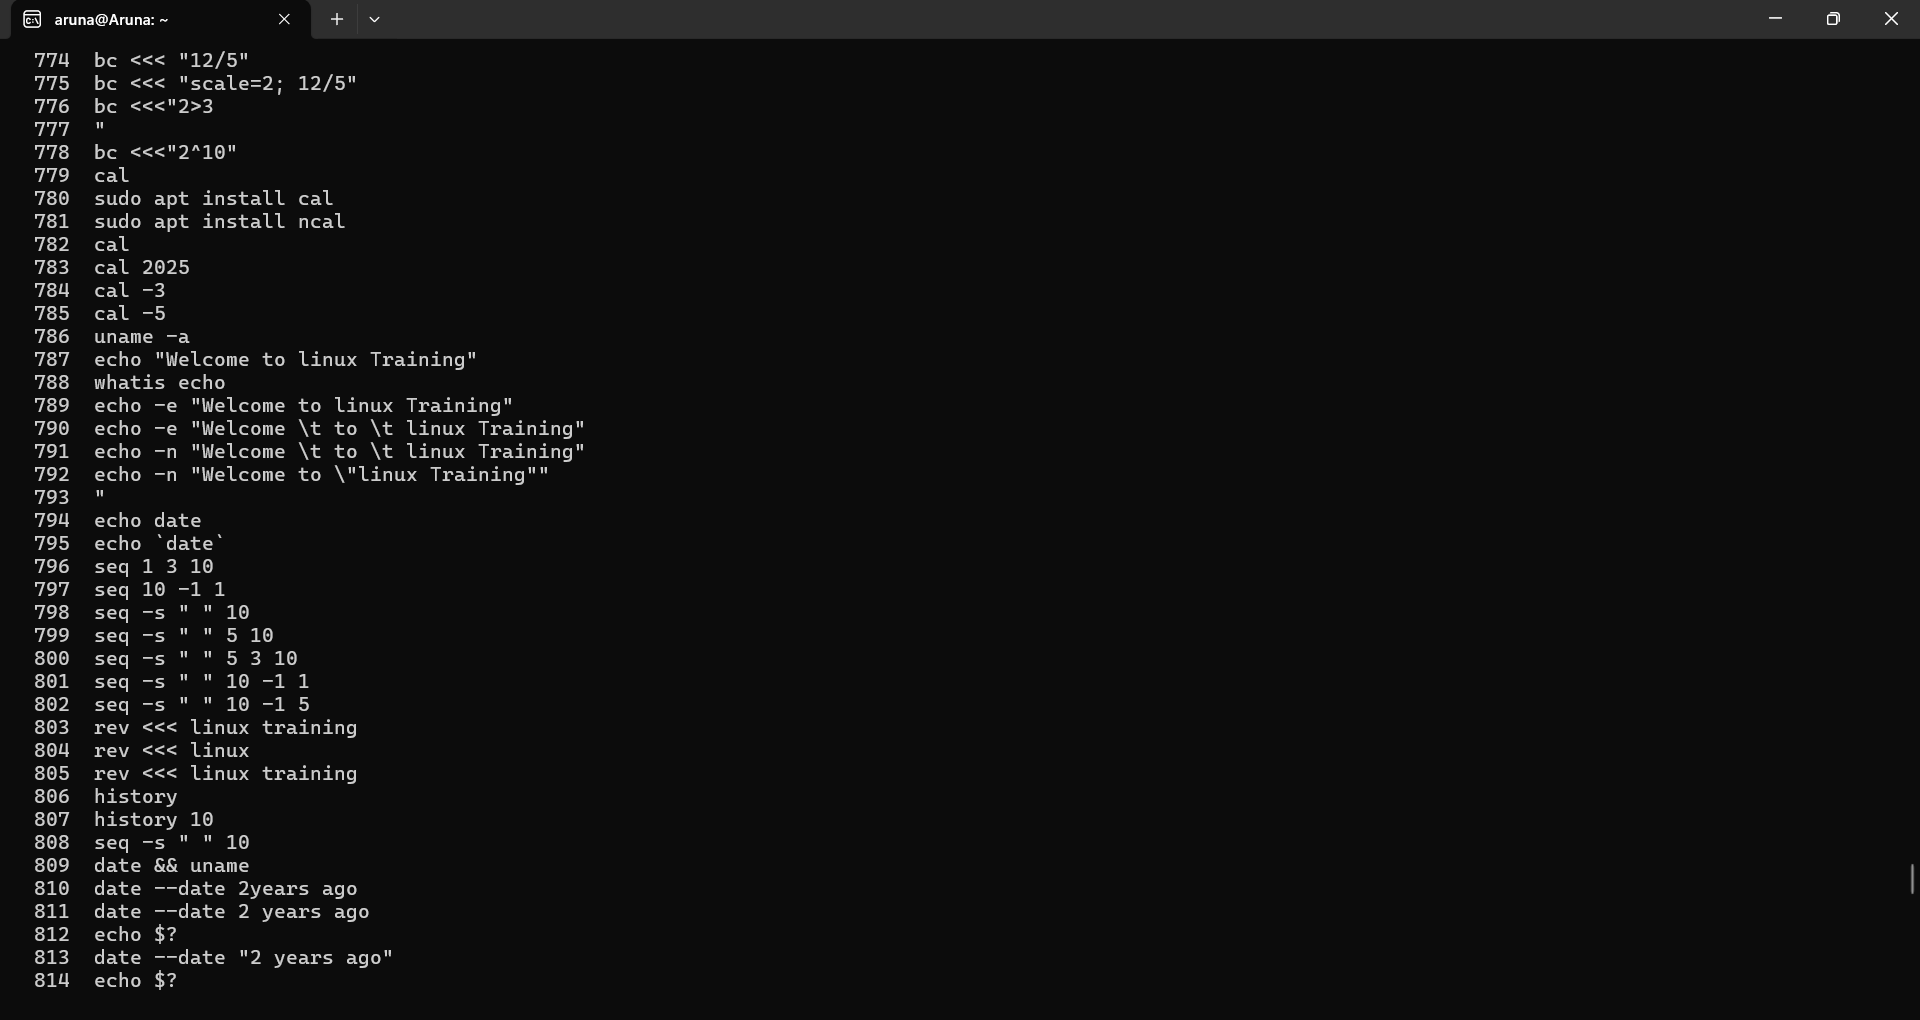 aruna@Aruna: ~
774 bc <<< "12/5"
775 bc <<< "scale=2; 12/5"
776 bc <<<"2>3
777 "
778 bc <<<"2^10"
779 cal
780 sudo apt install cal
781 sudo apt install ncal
782 cal
783 cal 2025
784 cal -3
785 cal -5
786 uname -a
787 echo "Welcome to linux Training"
788 whatis echo
789 echo -e "Welcome to linux Training"
790 echo -e "Welcome \t to \t linux Training"
791 echo -n "Welcome \t to \t linux Training"
792 echo -n "Welcome to \"linux Training""
793 "
794 echo date
795 echo `date`
796 seq 1 3 10
797 seq 10 -1 1
798 seq -s " " 10
799 seq -s " " 5 10
800 seq -s " " 5 3 10
801 seq -s " " 10 -1 1
802 seq -s " " 10 -1 5
803 rev <<< linux training
804 rev <<< linux
805 rev <<< linux training
806 history
807 history 10
808 seq -s " " 10
809 date && uname
810 date --date 2years ago
811 date --date 2 years ago
812 echo $?
813 date --date "2 years ago"
814 echo $?